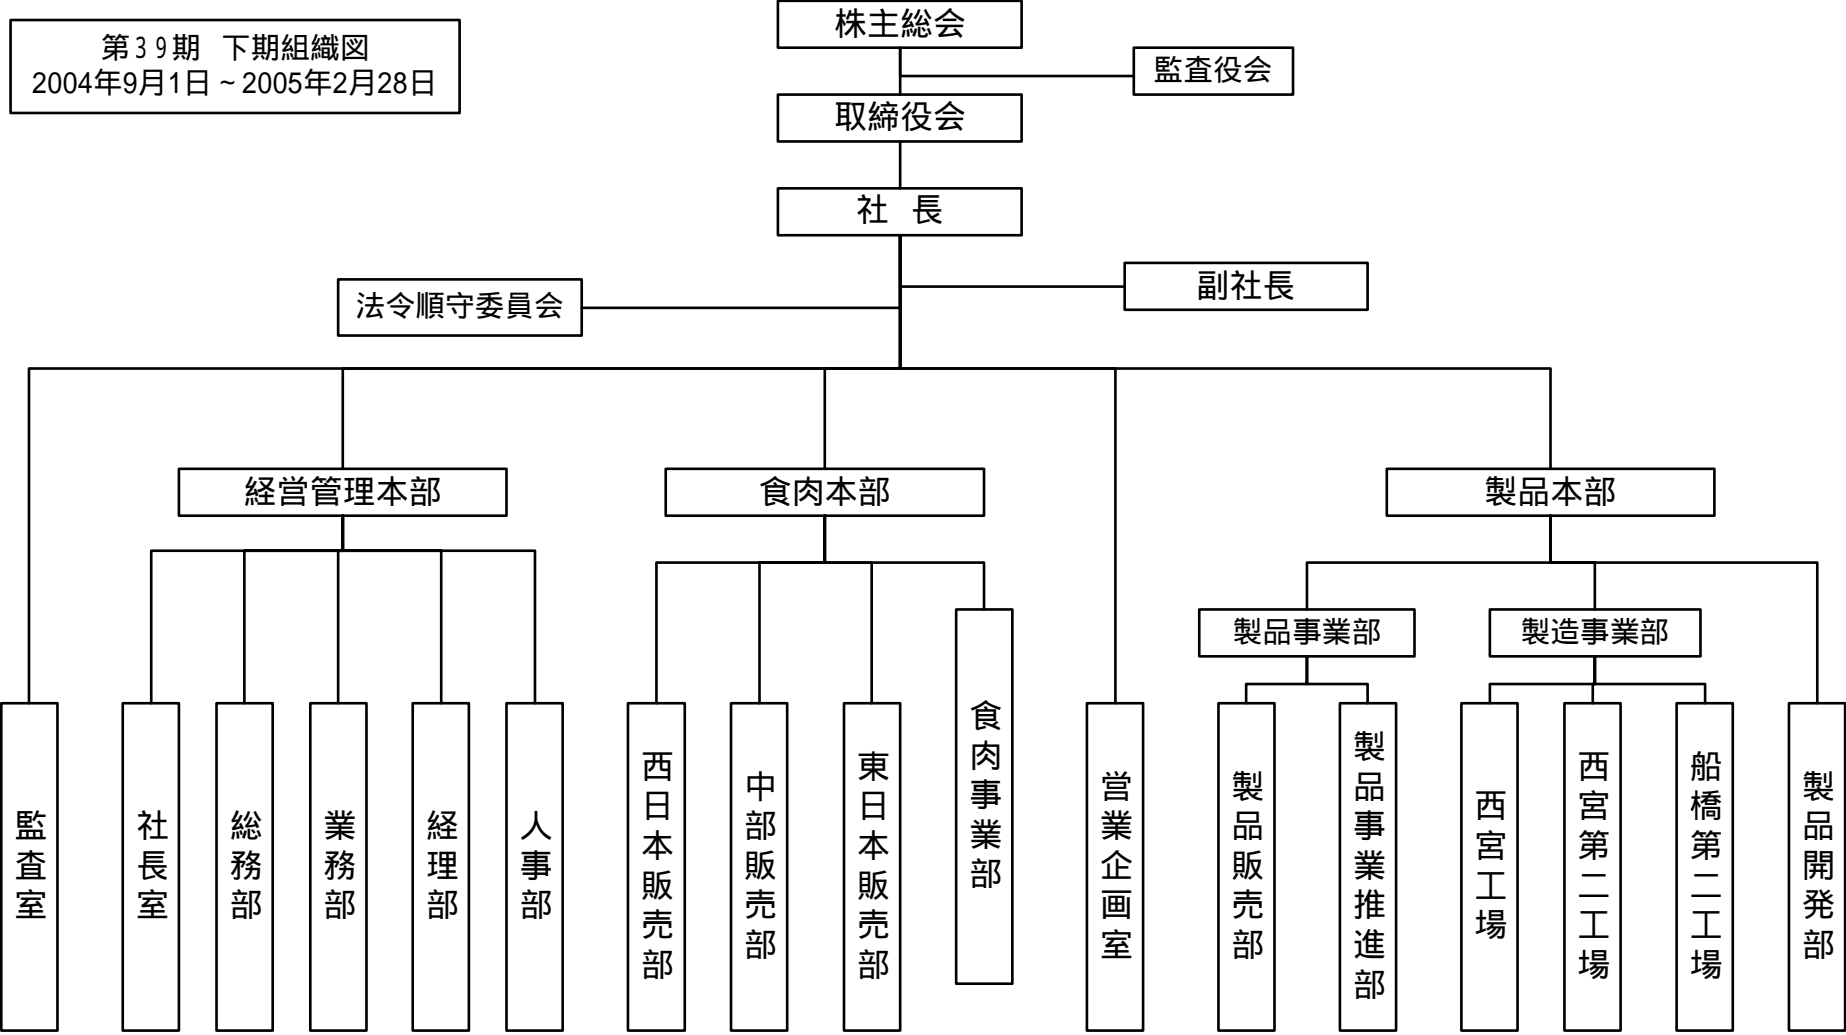 株主総会
第39期 下期組織図
2004年9月1日~2005年2月28日
監査役会
取締役会
社 長
副社長
法令順守委員会
経営管理本部
食肉本部
製品本部
製品事業部
製造事業部
監査室
社長室
総務部
業務部
経理部
人事部
西日本販売部
中部販売部
東日本販売部
食肉事業部
営業企画室
製品販売部
製品事業推進部
西宮工場
西宮第二工場
船橋第二工場
製品開発部